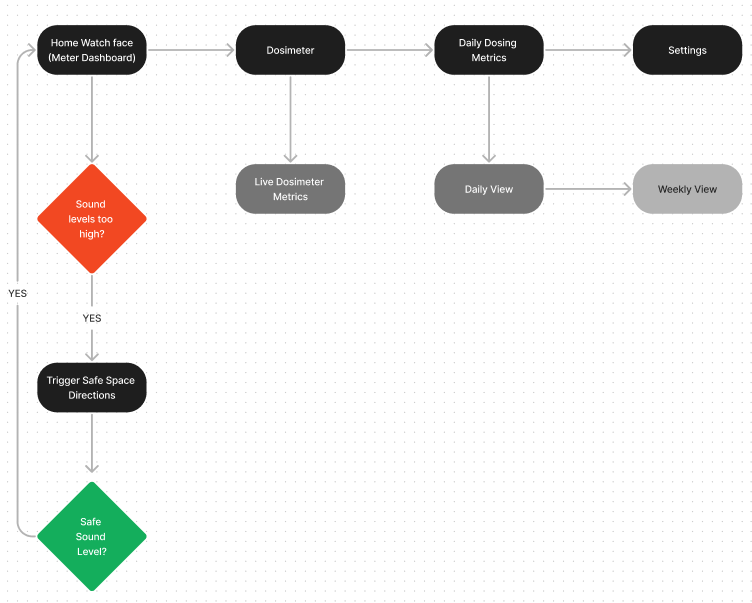 Home Watch face
(Meter Dashboard)
Dosimeter
Daily Dosing
Metrics
Settings
Live Dosimeter
Metrics
Daily View
Weekly View
Sound
levels too
high?
YES
YES
Trigger Safe Space
Directions
Safe
Sound
Level?